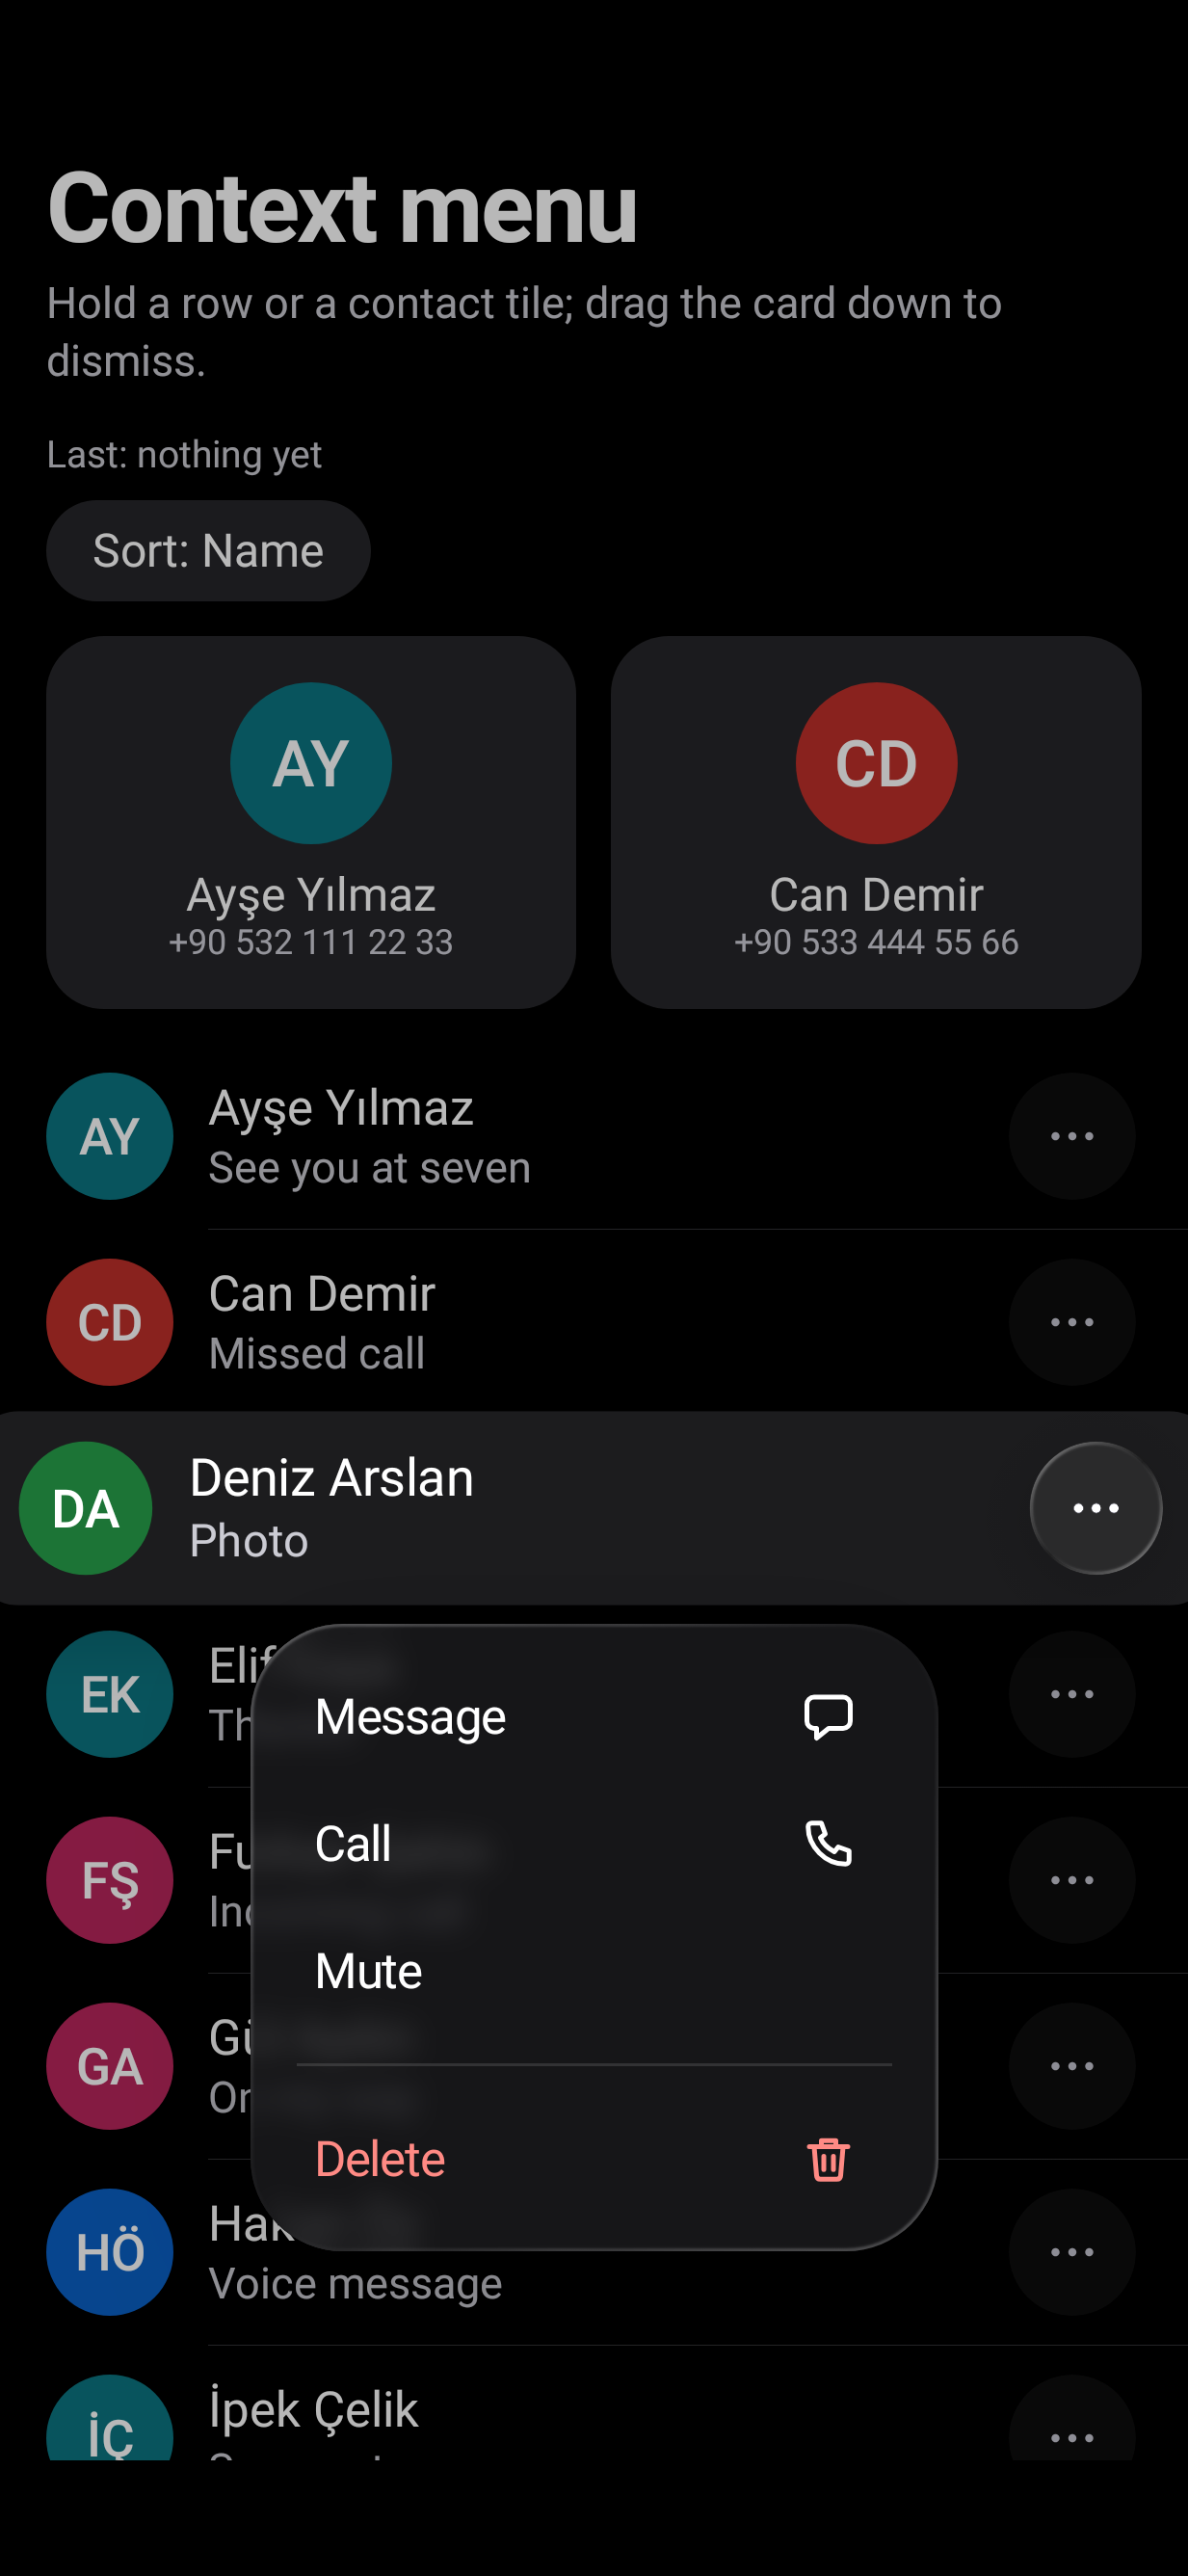 Context menu
Hold a row or a contact tile; drag the card down to
dismiss.
Last: nothing yet
Sort: Name
AY
Ayşe Yılmaz
+90 532 111 22 33
CD
Can Demir
+90 533 444 55 66
AY
Ayşe Yılmaz
See you at seven
CD
Can Demir
Missed call
DA
Deniz Arslan
Photo
EK
Elif
Message
FŞ
Call
Mute
GA
Delete
HÖ
Voice message
İÇ
İpek Çelik